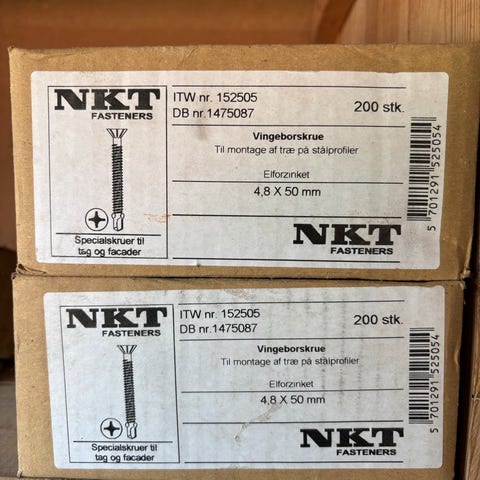 NKT
FASTENERS
ITW nr. 152505
DB nr.1475087
200 stk.
Vingeborskrue
Til montage af træ på stålprofiler
Elforzinket
4,8 X 50 mm
Specialskruer til
tag og facader
NKT
FASTENERS
5 701291 525054
NKT
FASTENERS
ITW nr. 152505
DB nr.1475087
200 stk.
Vingeborskrue
Til montage af træ på stålprofiler
Elforzinket
4,8 X 50 mm
Specialskruer til
tag og facader
NKT
FASTENERS
5 701291 525054